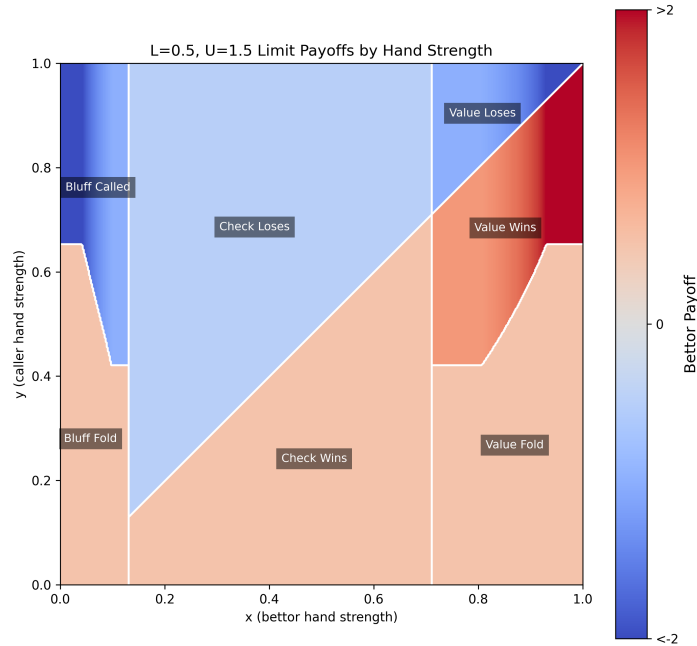 L=0.5, U=1.5 Limit Payoffs by Hand Strength
>2
1.0
Value Loses
0.8
Bluff Called
Check Loses
Value Wins
0.6
y (caller hand strength)
0
Bettor Payoff
0.4
Bluff Fold
Value Fold
Check Wins
0.2
0.0
0.0
0.2
0.4
0.6
0.8
1.0
x (bettor hand strength)
<-2